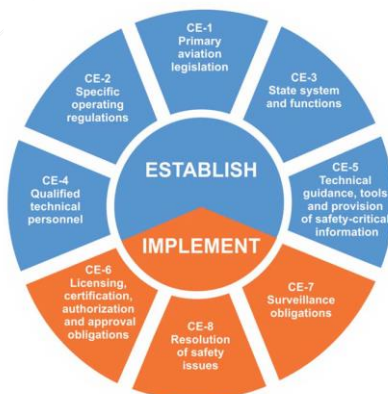 CE-1
Primary
aviation
legislation
CE-2
Specific
operating
regulations
CE-3
State system
and functions
CE-4
Qualified
technical
personnel
ESTABLISH
CE-5
Technical
guidance, tools
and provision
of safety-critical
information
IMPLEMENT
CE-6
Licensing,
certification,
authorization
and approval
obligations
CE-7
Surveillance
obligations
CE-8
Resolution
of safety
issues